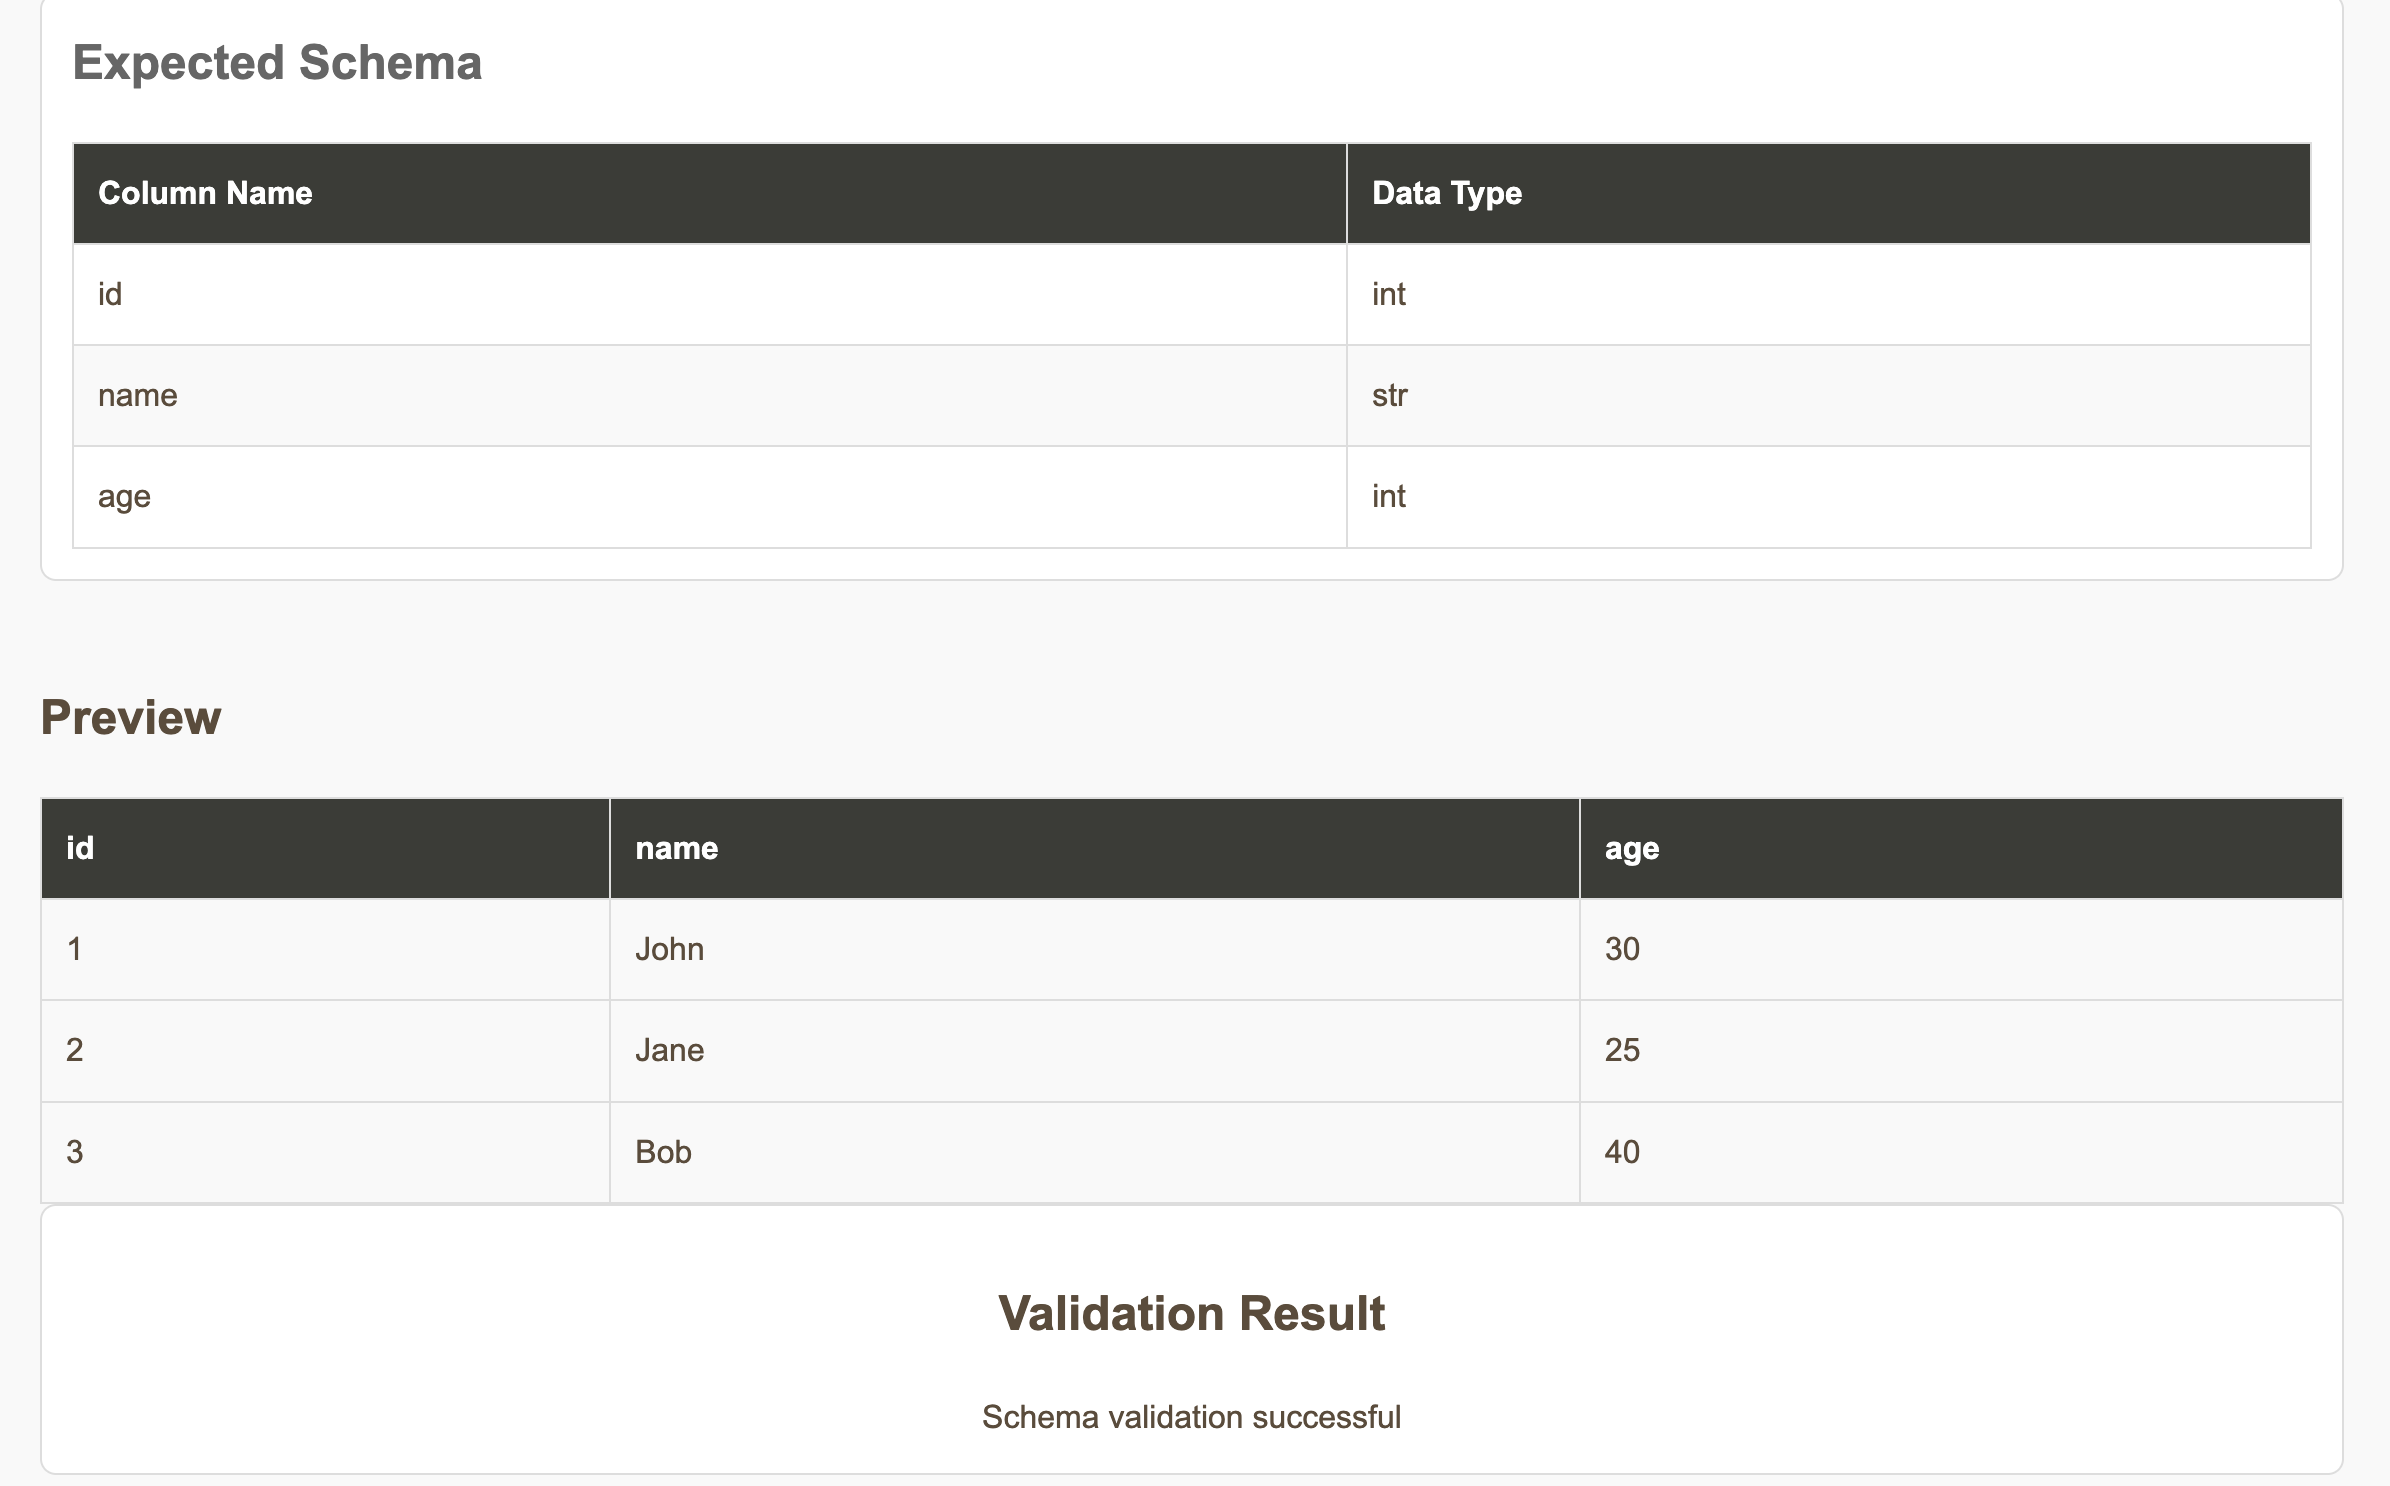 Expected Schema
Column Name Data Type
id int
name str
age int
Preview
id name age
1 John 30
2 Jane 25
3 Bob 40
Validation Result
Schema validation successful